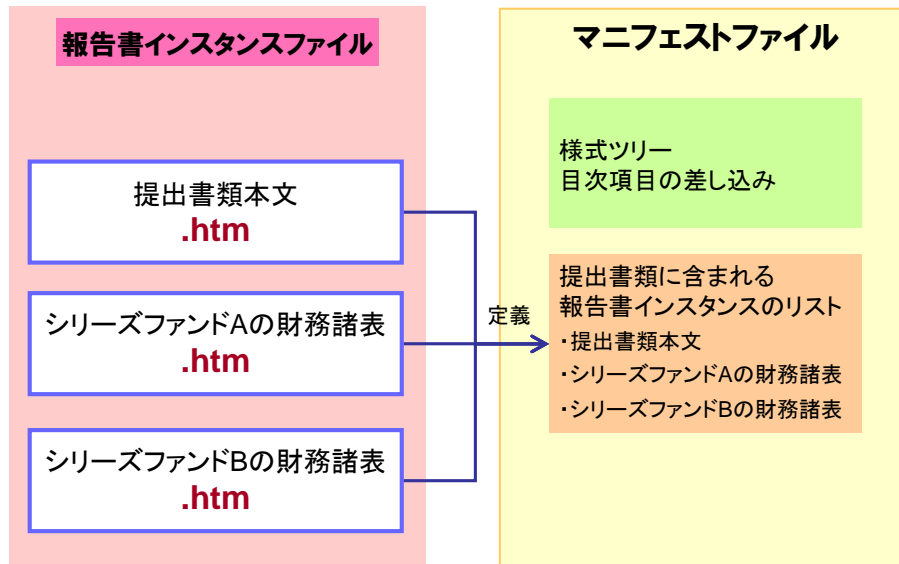 報告書インスタンスファイル
提出書類本文
.htm
シリーズファンドAの財務諸表
.htm
シリーズファンドBの財務諸表
.htm
定義
マニフェストファイル
様式ツリー
目次項目の差し込み
提出書類に含まれる
報告書インスタンスのリスト
・提出書類本文
・シリーズファンドAの財務諸表
・シリーズファンドBの財務諸表